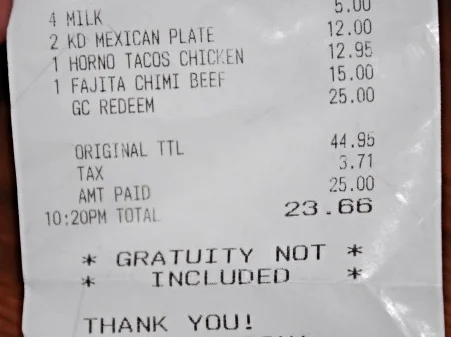 4 MILK 5.00
2 KD MEXICAN PLATE 12.00
1 HORNO TACOS CHICKEN 12.95
1 FAJITA CHIMI BEEF 15.00
GC REDEEM 25.00
ORIGINAL TTL 44.95
TAX 3.71
AMT PAID 25.00
10:20PM TOTAL 23.66
* GRATUITY NOT *
* INCLUDED *
THANK YOU!